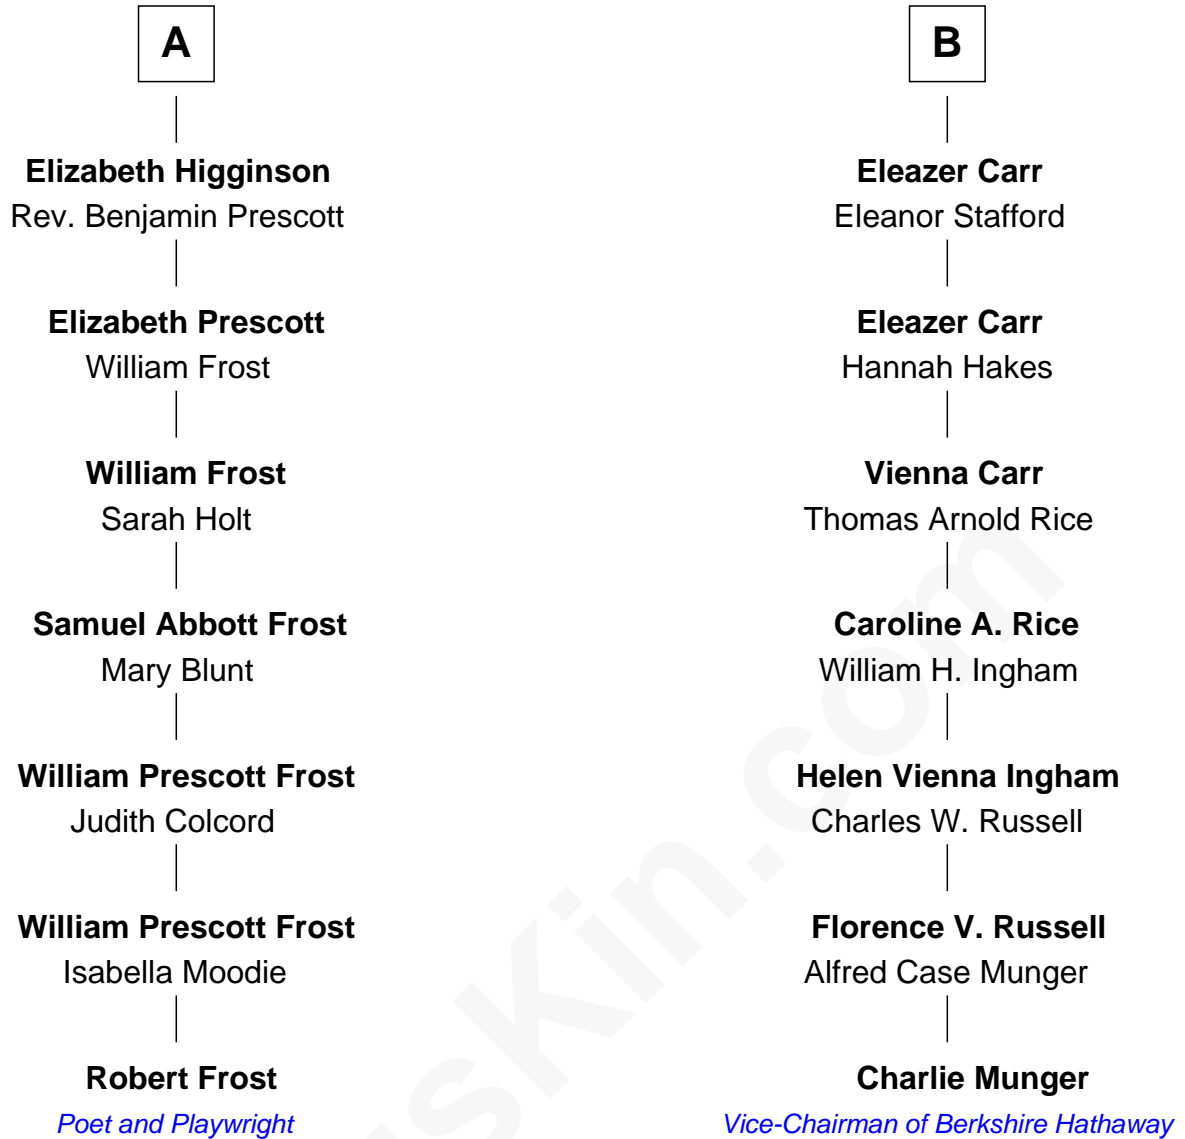 A
Elizabeth Higginson
Rev. Benjamin Prescott
Elizabeth Prescott
William Frost
William Frost
Sarah Holt
Samuel Abbott Frost
Mary Blunt
William Prescott Frost
Judith Colcord
William Prescott Frost
Isabella Moodie
Robert Frost
Poet and Playwright
B
Eleazer Carr
Eleanor Stafford
Eleazer Carr
Hannah Hakes
Vienna Carr
Thomas Arnold Rice
Caroline A. Rice
William H. Ingham
Helen Vienna Ingham
Charles W. Russell
Florence V. Russell
Alfred Case Munger
Charlie Munger
Vice-Chairman of Berkshire Hathaway